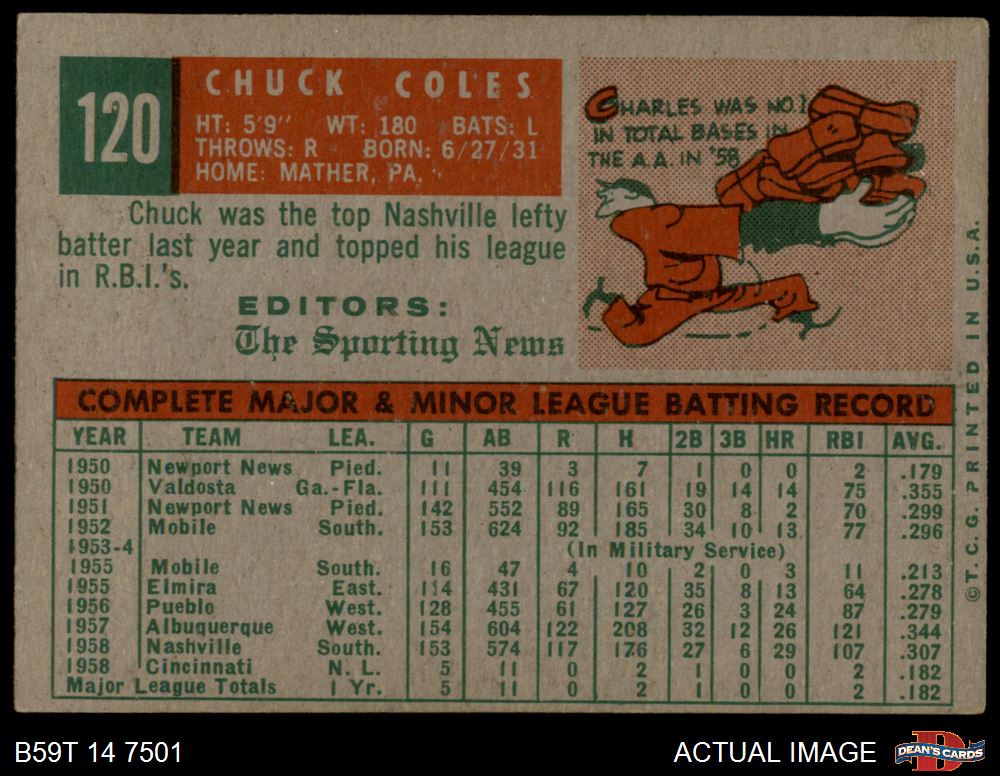 120
CHUCK COLES
HT: 5'9" WT: 180 BATS: L
THROWS: R BORN: 6/27/31
HOME: MATHER, PA.
CHARLES WAS NO. 1
IN TOTAL BASES IN
THE A.A. IN '58
Chuck was the top Nashville lefty
batter last year and topped his league
in R.B.I.'s.
EDITORS:
The Sporting News
COMPLETE MAJOR & MINOR LEAGUE BATTING RECORD
YEAR TEAM LEA. G AB R H 2B 3B HR RBI AVG.
1950 Newport News Pied. 11 39 3 7 1 0 0 2 .179
1950 Valdosta Ga.-Fla. 111 454 116 161 19 14 14 75 .355
1951 Newport News Pied. 142 552 89 165 30 8 2 70 .299
1952 Mobile South. 153 624 92 185 34 10 13 77 .296
1953-4 (In Military Service)
1955 Mobile South. 16 47 4 10 2 0 3 11 .213
1955 Elmira East. 114 431 67 120 35 8 13 64 .278
1956 Pueblo West. 128 455 61 127 26 3 24 87 .279
1957 Albuquerque West. 154 604 122 208 32 12 26 121 .344
1958 Nashville South. 153 574 117 176 27 6 29 107 .307
1958 Cincinnati N. L. 5 11 0 2 1 0 0 2 .182
Major League Totals 1 Yr. 5 11 0 2 1 0 0 2 .182
© T. C. G. PRINTED IN U.S.A.
B59T 14 7501
ACTUAL IMAGE
DEAN'S CARDS